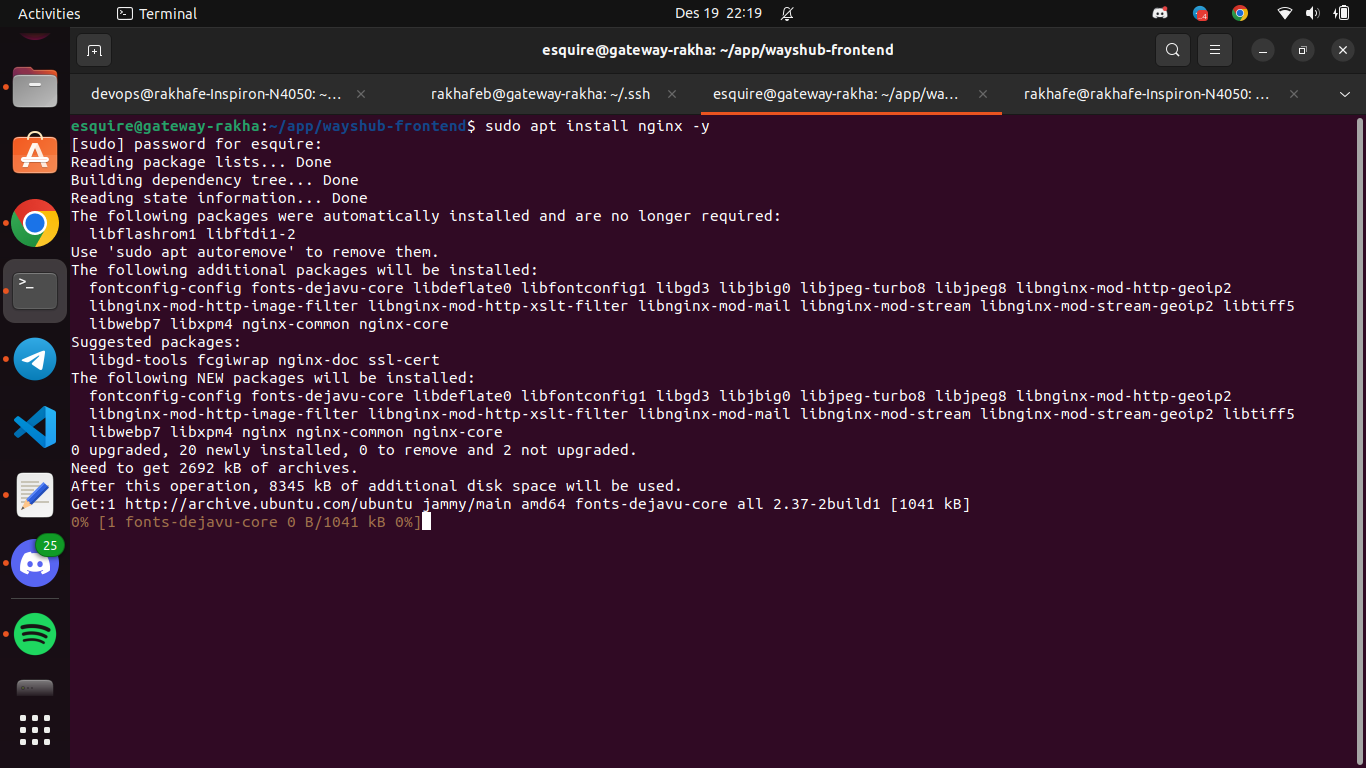 Activities
Terminal
Des 19 22:19
esquire@gateway-rakha: ~/app/wayshub-frontend
devops@rakhafe-Inspiron-N4050: ~...
rakhafeb@gateway-rakha: ~/.ssh
esquire@gateway-rakha: ~/app/wa...
rakhafe@rakhafe-Inspiron-N4050: ...
esquire@gateway-rakha:~/app/wayshub-frontend$ sudo apt install nginx -y
[sudo] password for esquire:
Reading package lists... Done
Building dependency tree... Done
Reading state information... Done
The following packages were automatically installed and are no longer required:
libflashrom1 libftdi1-2
Use 'sudo apt autoremove' to remove them.
The following additional packages will be installed:
fontconfig-config fonts-dejavu-core libdeflate0 libfontconfig1 libgd3 libjbig0 libjpeg-turbo8 libjpeg8 libnginx-mod-http-geoip2
libnginx-mod-http-image-filter libnginx-mod-http-xslt-filter libnginx-mod-mail libnginx-mod-stream libnginx-mod-stream-geoip2 libtiff5
libwebp7 libxpm4 nginx-common nginx-core
Suggested packages:
libgd-tools fcgiwrap nginx-doc ssl-cert
The following NEW packages will be installed:
fontconfig-config fonts-dejavu-core libdeflate0 libfontconfig1 libgd3 libjbig0 libjpeg-turbo8 libjpeg8 libnginx-mod-http-geoip2
libnginx-mod-http-image-filter libnginx-mod-http-xslt-filter libnginx-mod-mail libnginx-mod-stream libnginx-mod-stream-geoip2 libtiff5
libwebp7 libxpm4 nginx nginx-common nginx-core
0 upgraded, 20 newly installed, 0 to remove and 2 not upgraded.
Need to get 2692 kB of archives.
After this operation, 8345 kB of additional disk space will be used.
Get:1 http://archive.ubuntu.com/ubuntu jammy/main amd64 fonts-dejavu-core all 2.37-2build1 [1041 kB]
0% [1 fonts-dejavu-core 0 B/1041 kB 0%]
25